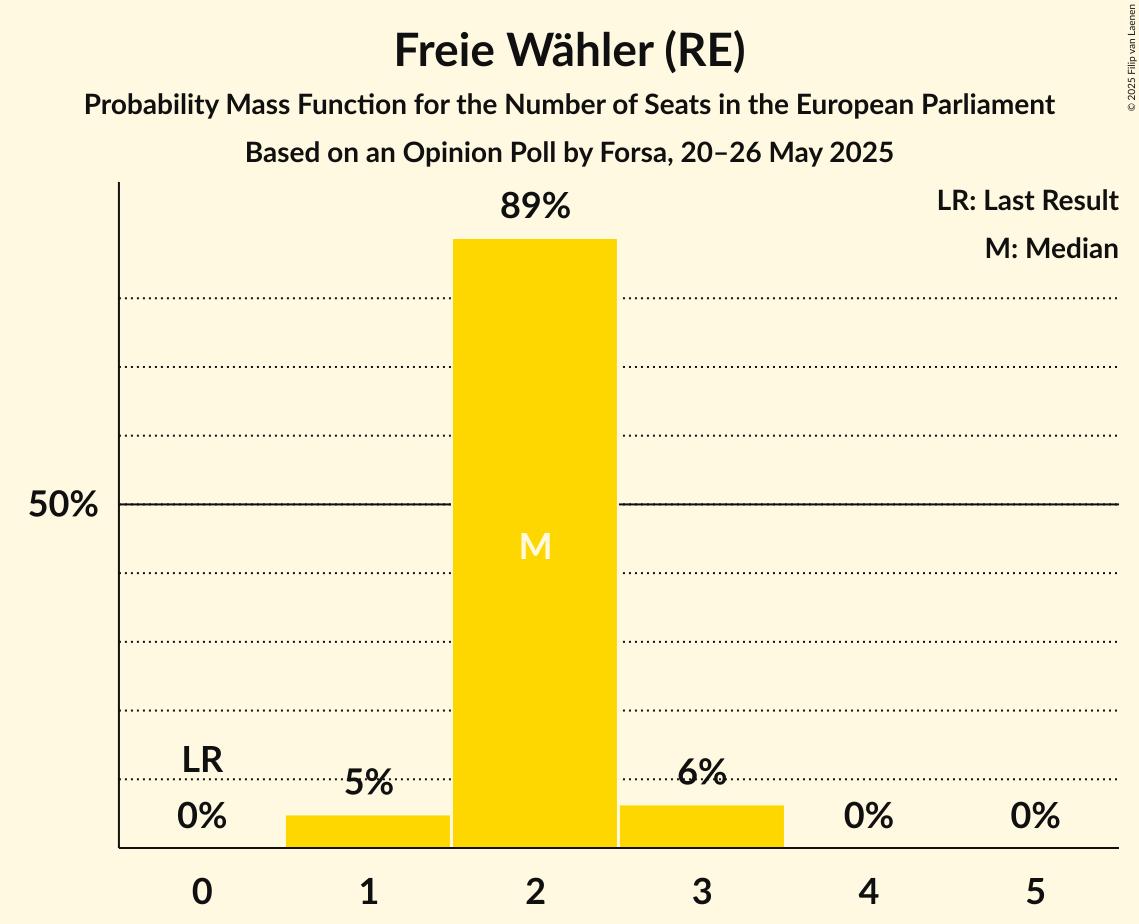 Freie Wähler (RE)
Probability Mass Function for the Number of Seats in the European Parliament
Based on an Opinion Poll by Forsa, 20–26 May 2025
© 2025 Filip van Laenen
LR: Last Result
M: Median
89%
50%
M
LR
0%
5%
6%
0%
0%
0
1
2
3
4
5